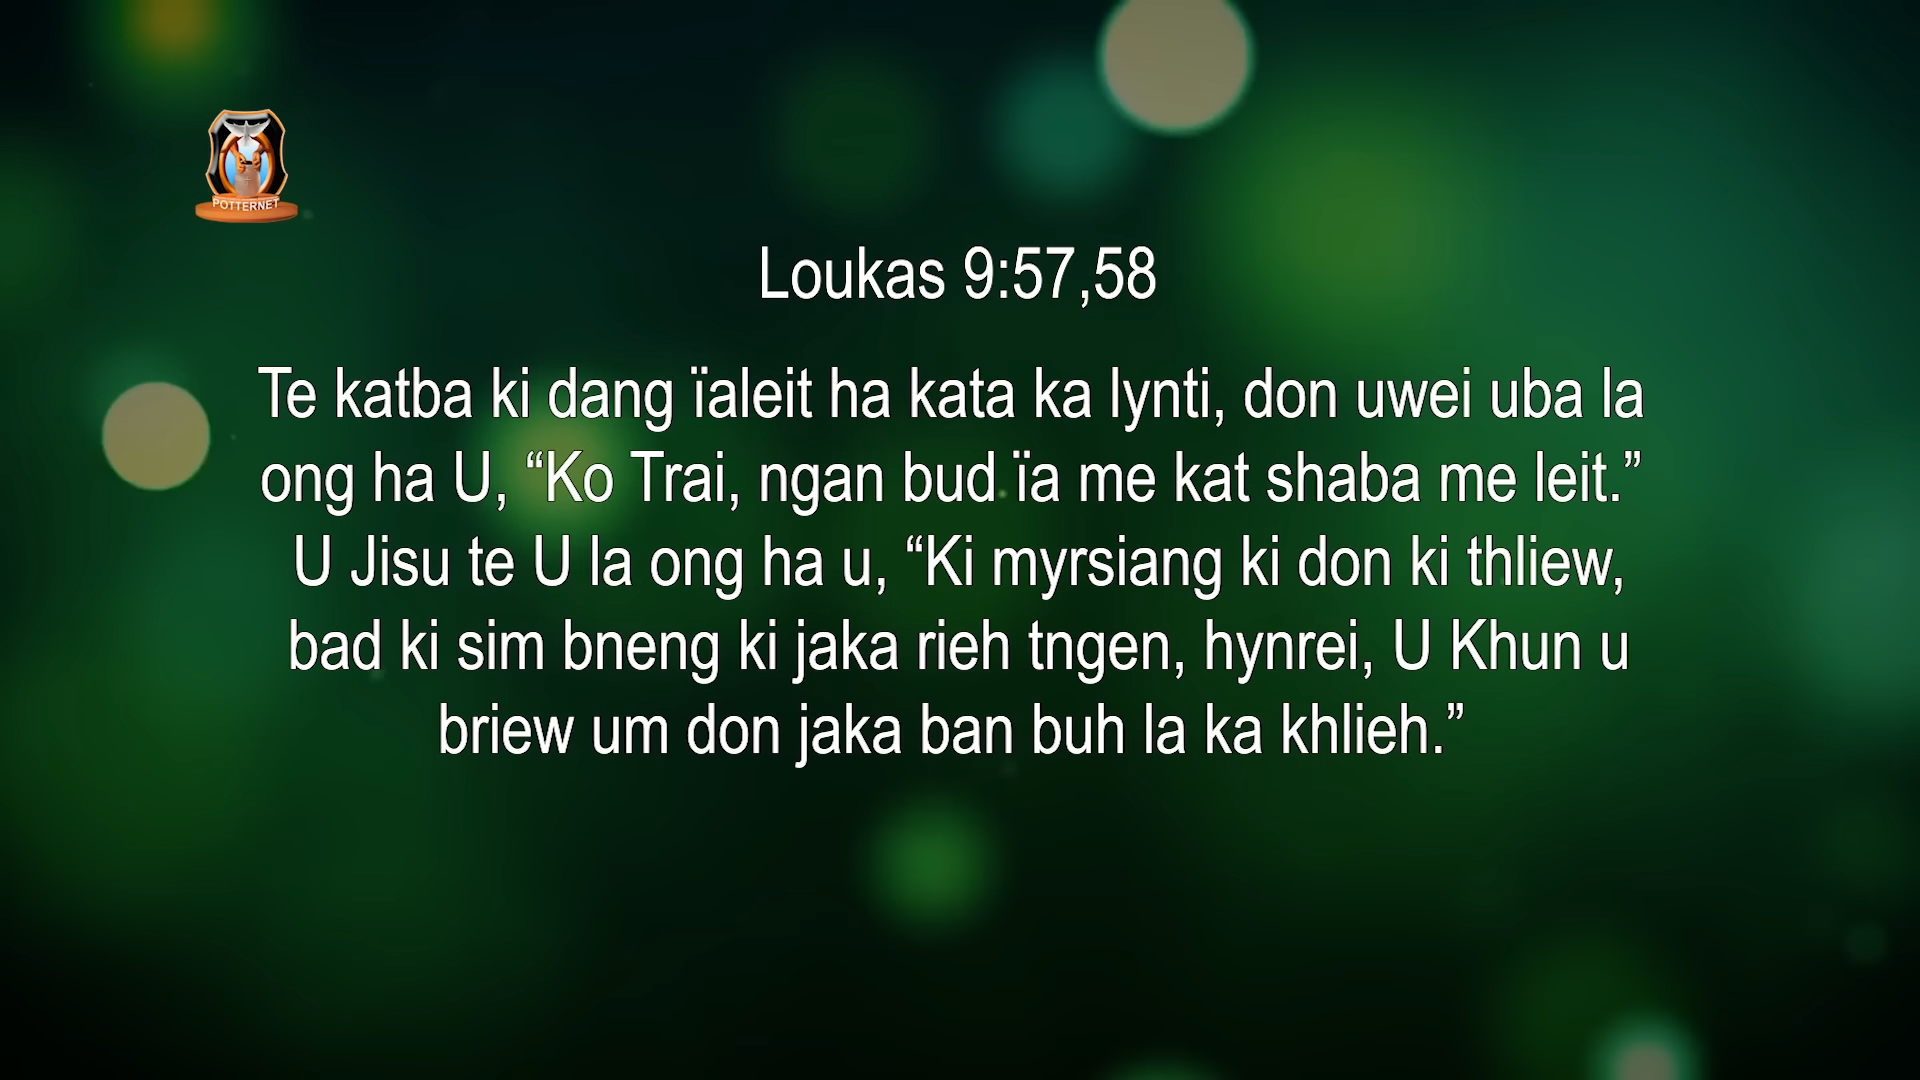 POTTERNET
Loukas 9:57,58
Te katba ki dang ïaleit ha kata ka lynti, don uwei uba la
ong ha U, “Ko Trai, ngan bud ïa me kat shaba me leit.”
U Jisu te U la ong ha u, “Ki myrsiang ki don ki thliew,
bad ki sim bneng ki jaka rieh tngen, hynrei, U Khun u
briew um don jaka ban buh la ka khlieh.”